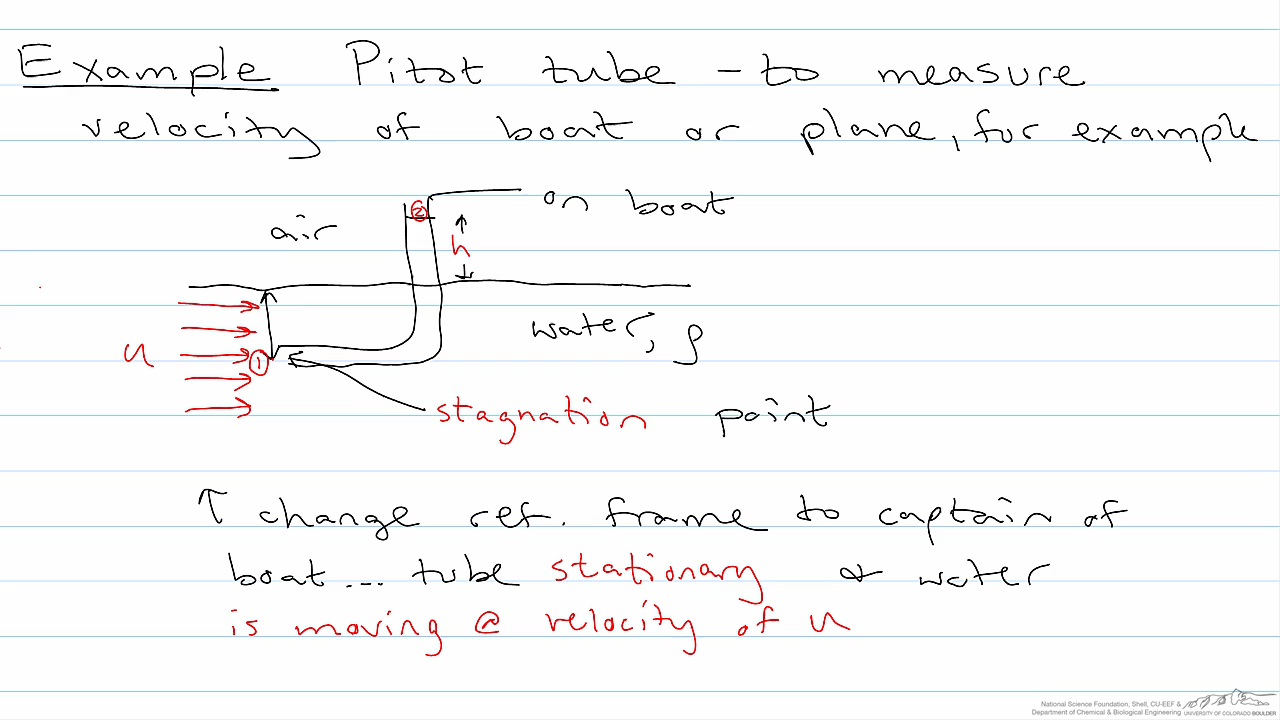 Example Pitot tube - to measure
velocity of boat or plane, for example
on boat
②
air
h
water, ρ
u
①
stagnation point
↑ change ref. frame to captain of
boat... tube stationary & water
is moving @ velocity of u
National Science Foundation, Shell, CU-EEF &
Department of Chemical & Biological Engineering UNIVERSITY OF COLORADO BOULDER